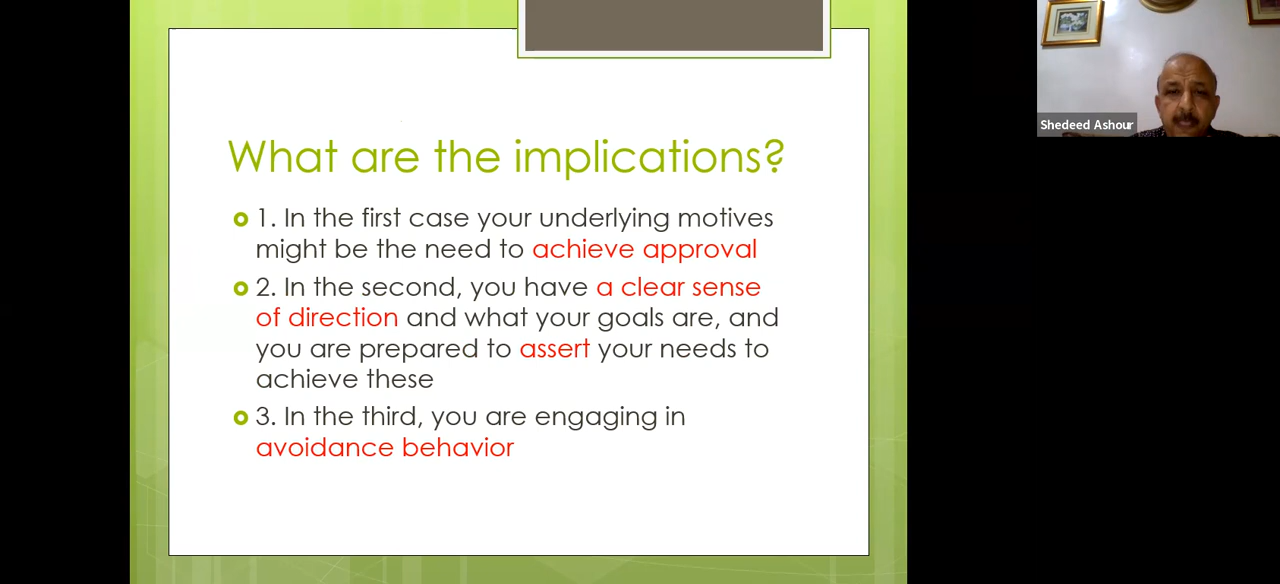 What are the implications?
1. In the first case your underlying motives
might be the need to achieve approval
2. In the second, you have a clear sense
of direction and what your goals are, and
you are prepared to assert your needs to
achieve these
3. In the third, you are engaging in
avoidance behavior
Shedeed Ashour